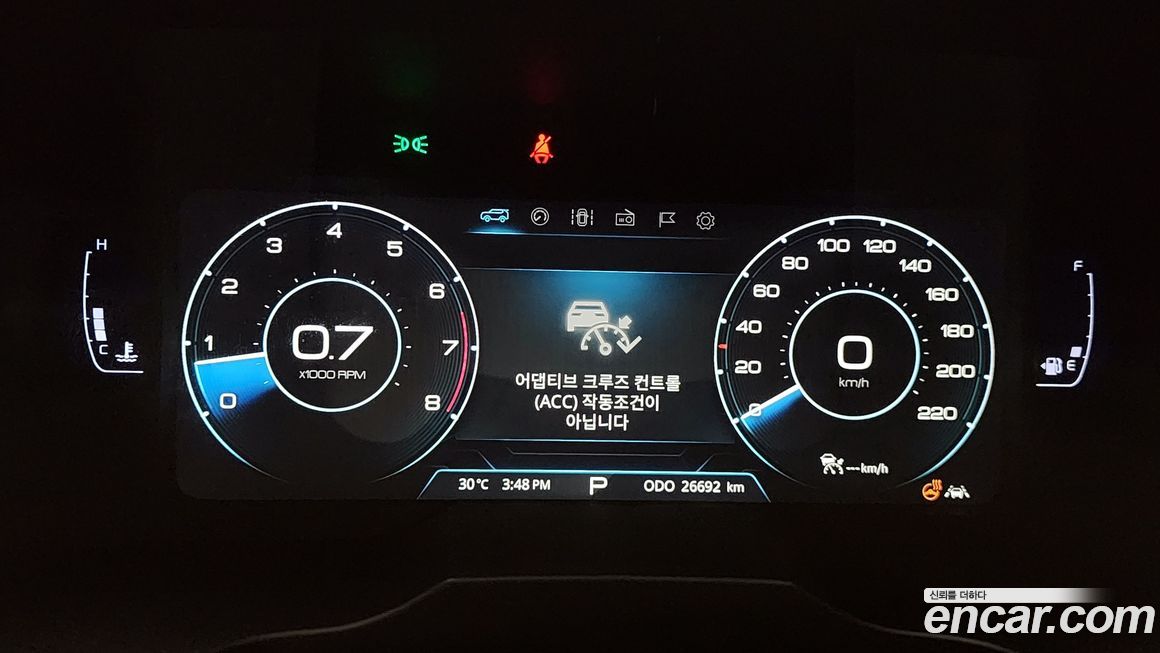 H
C
0
1
2
3
4
5
6
7
8
0.7
x1000 RPM
어댑티브 크루즈 컨트롤
(ACC) 작동조건이
아닙니다
0
20
40
60
80
100
120
140
160
180
200
220
0
km/h
---km/h
F
E
30℃ 3:48 PM P ODO 26692 km
신뢰를 더하다
encar.com